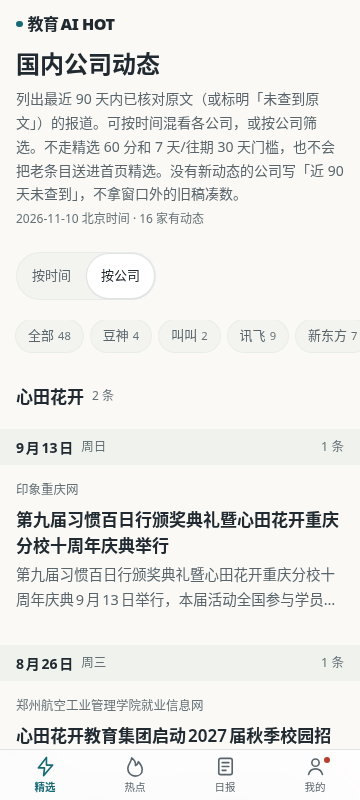 教育 AI HOT
国内公司动态
列出最近 90 天内已核对原文（或标明「未查到原
文」）的报道。可按时间混看各公司，或按公司筛
选。不走精选 60 分和 7 天/往期 30 天门槛，也不会
把老条目送进首页精选。没有新动态的公司写「近 90
天未查到」，不拿窗口外的旧稿凑数。
2026-11-10 北京时间 · 16 家有动态
按时间 按公司
全部 48 豆神 4 叫叫 2 讯飞 9 新东方 7
心田花开 2 条
9月13日 周日 1 条
印象重庆网
第九届习惯百日行颁奖典礼暨心田花开重庆
分校十周年庆典举行
第九届习惯百日行颁奖典礼暨心田花开重庆分校十
周年庆典9月13日举行，本届活动全国参与学员...
8月26日 周三 1 条
郑州航空工业管理学院就业信息网
心田花开教育集团启动2027届秋季校园招
精选 热点 日报 我的